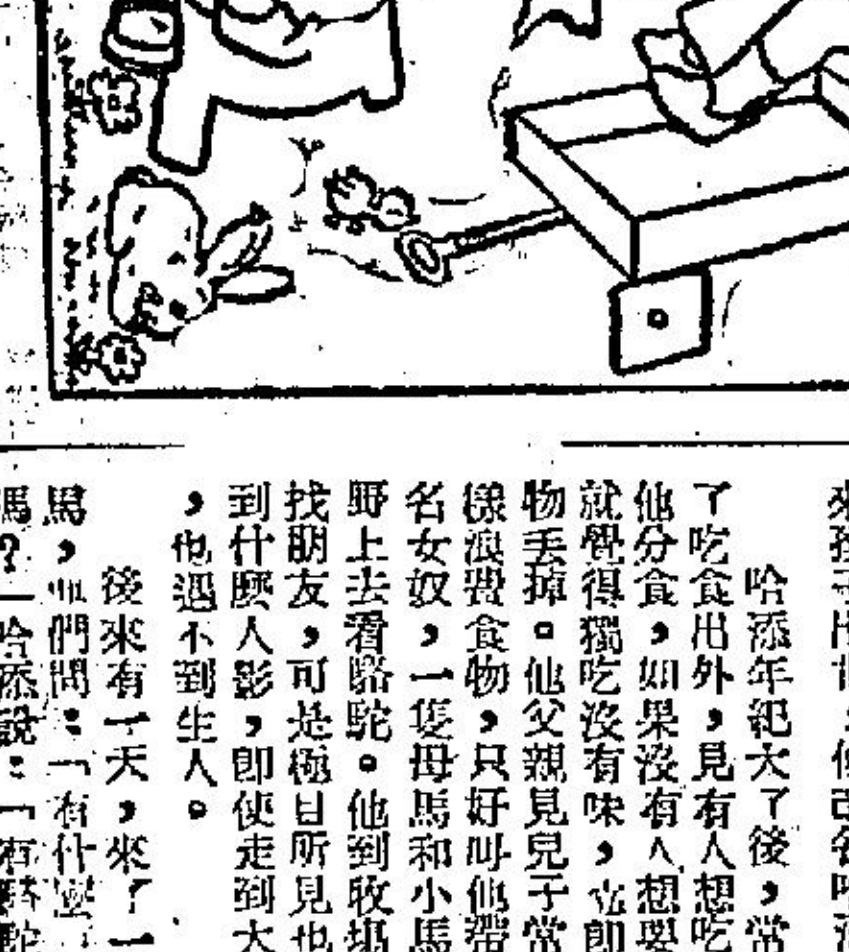 哈添年紀大了後，常
了吃食出外，見有人想吃
他分食，如果沒有人想與
就覺得獨吃沒有味，立即
物丟掉。他父親見兒子常
樣浪費食物，只好叫他帶
名女奴，一隻母馬和小馬
野上去看駱駝。他到牧場
找朋友，可是極目所見也
到什麼人影，即使走到大
，也遇不到生人。
後來有一天，來了一
馬，他們問：「有什麼
嗎？」哈添說：「有駱駝